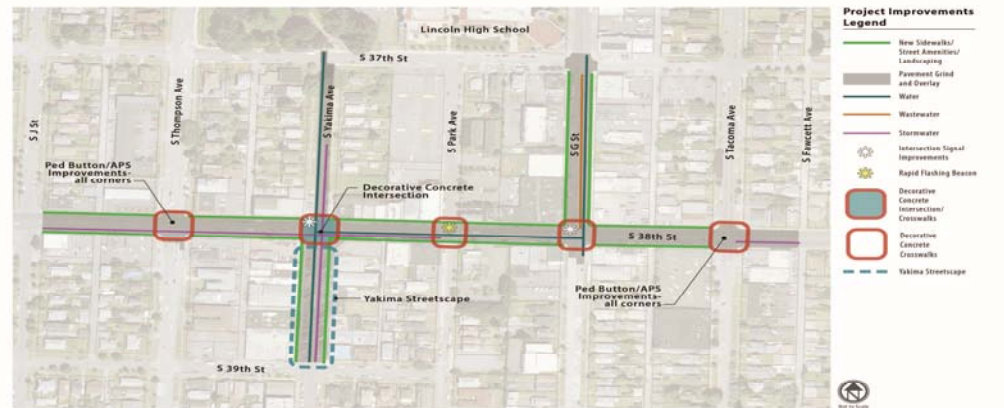 Lincoln High School
S 37th St
S J St
S Thompson Ave
S Yakima Ave
S Park Ave
S G St
S Tacoma Ave
S Fawcett Ave
Ped Button/APS
Improvements-
all corners
Decorative Concrete
Intersection
S 38th St
Ped Button/APS
Improvements-
all corners
Yakima Streetscape
S 39th St
Project Improvements
Legend
New Sidewalks/
Street Amenities/
Landscaping
Pavement Grind
and Overlay
Water
Wastewater
Stormwater
Intersection Signal
Improvements
Rapid Flashing Beacon
Decorative
Concrete
Intersection/
Crosswalks
Decorative
Concrete
Crosswalks
Yakima Streetscape
N
Not to Scale